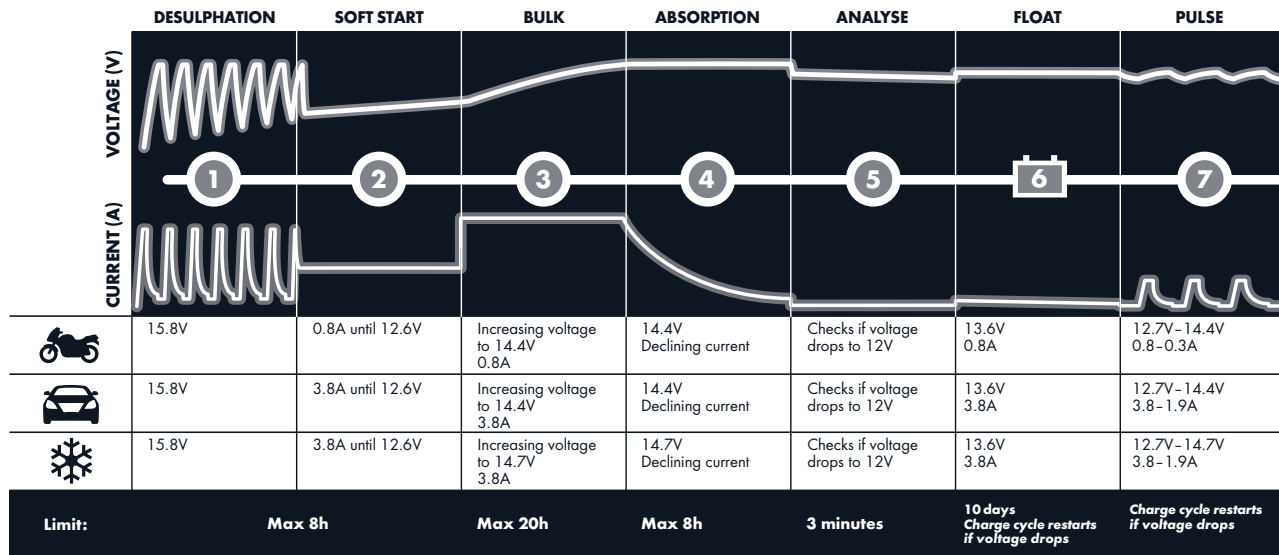 DESULPHATION
SOFT START
BULK
ABSORPTION
ANALYSE
FLOAT
PULSE
VOLTAGE (V)
1
2
3
4
5
6
7
CURRENT (A)
15.8V
0.8A until 12.6V
Increasing voltage
to 14.4V
0.8A
14.4V
Declining current
Checks if voltage
drops to 12V
13.6V
0.8A
12.7V–14.4V
0.8–0.3A
15.8V
3.8A until 12.6V
Increasing voltage
to 14.4V
3.8A
14.4V
Declining current
Checks if voltage
drops to 12V
13.6V
3.8A
12.7V–14.4V
3.8–1.9A
15.8V
3.8A until 12.6V
Increasing voltage
to 14.7V
3.8A
14.7V
Declining current
Checks if voltage
drops to 12V
13.6V
3.8A
12.7V–14.7V
3.8–1.9A
Limit:
Max 8h
Max 20h
Max 8h
3 minutes
10 days
Charge cycle restarts
if voltage drops
Charge cycle restarts
if voltage drops